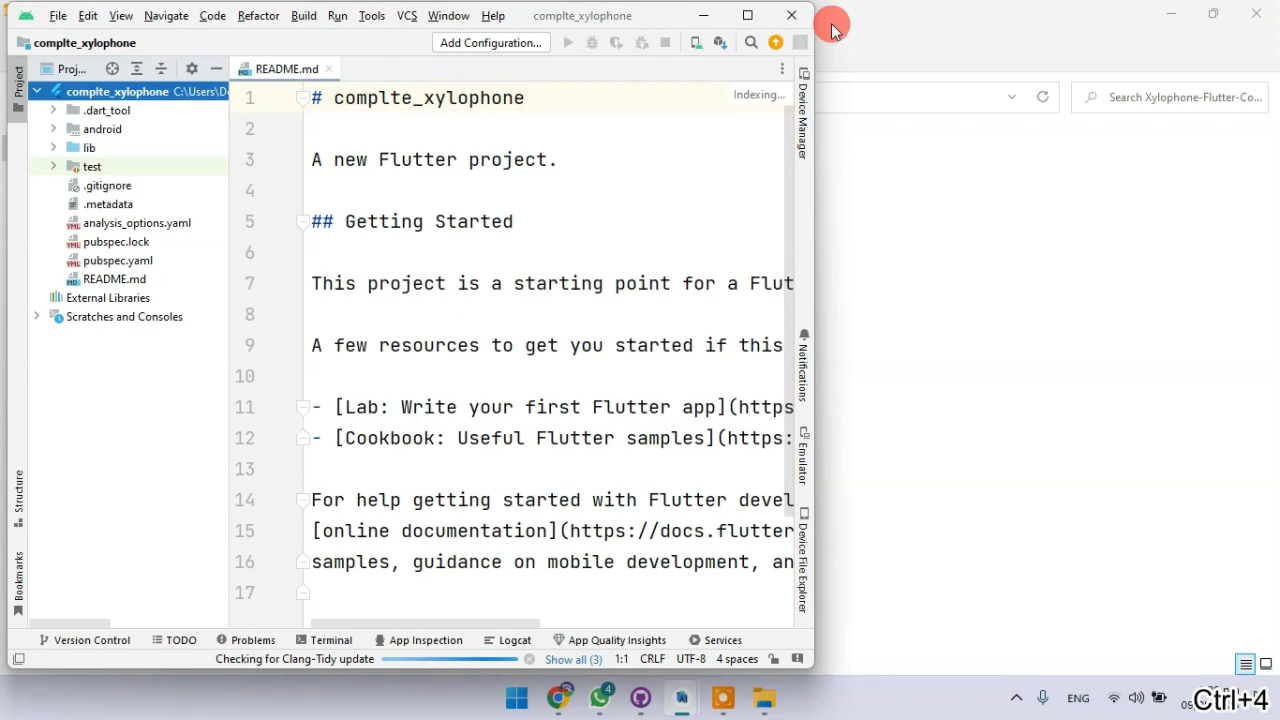 File Edit View Navigate Code Refactor Build Run Tools VCS Window Help complte_xylophone
complte_xylophone
Add Configuration...
Project
Proj...
README.md
complte_xylophone C:\Users\De
.dart_tool
android
lib
test
.gitignore
.metadata
analysis_options.yaml
pubspec.lock
pubspec.yaml
README.md
External Libraries
Scratches and Consoles
Structure
Bookmarks
Indexing...
1 # complte_xylophone
2
3 A new Flutter project.
4
5 ## Getting Started
6
7 This project is a starting point for a Flut
8
9 A few resources to get you started if this
10
11 - [Lab: Write your first Flutter app](https
12 - [Cookbook: Useful Flutter samples](https:
13
14 For help getting started with Flutter devel
15 [online documentation](https://docs.flutter
16 samples, guidance on mobile development, an
17
Device Manager
Notifications
Emulator
Device File Explorer
Search Xylophone-Flutter-Co...
Version Control TODO Problems Terminal App Inspection Logcat App Quality Insights Services
Checking for Clang-Tidy update Show all (3) 1:1 CRLF UTF-8 4 spaces
4
ENG
Ctrl+4